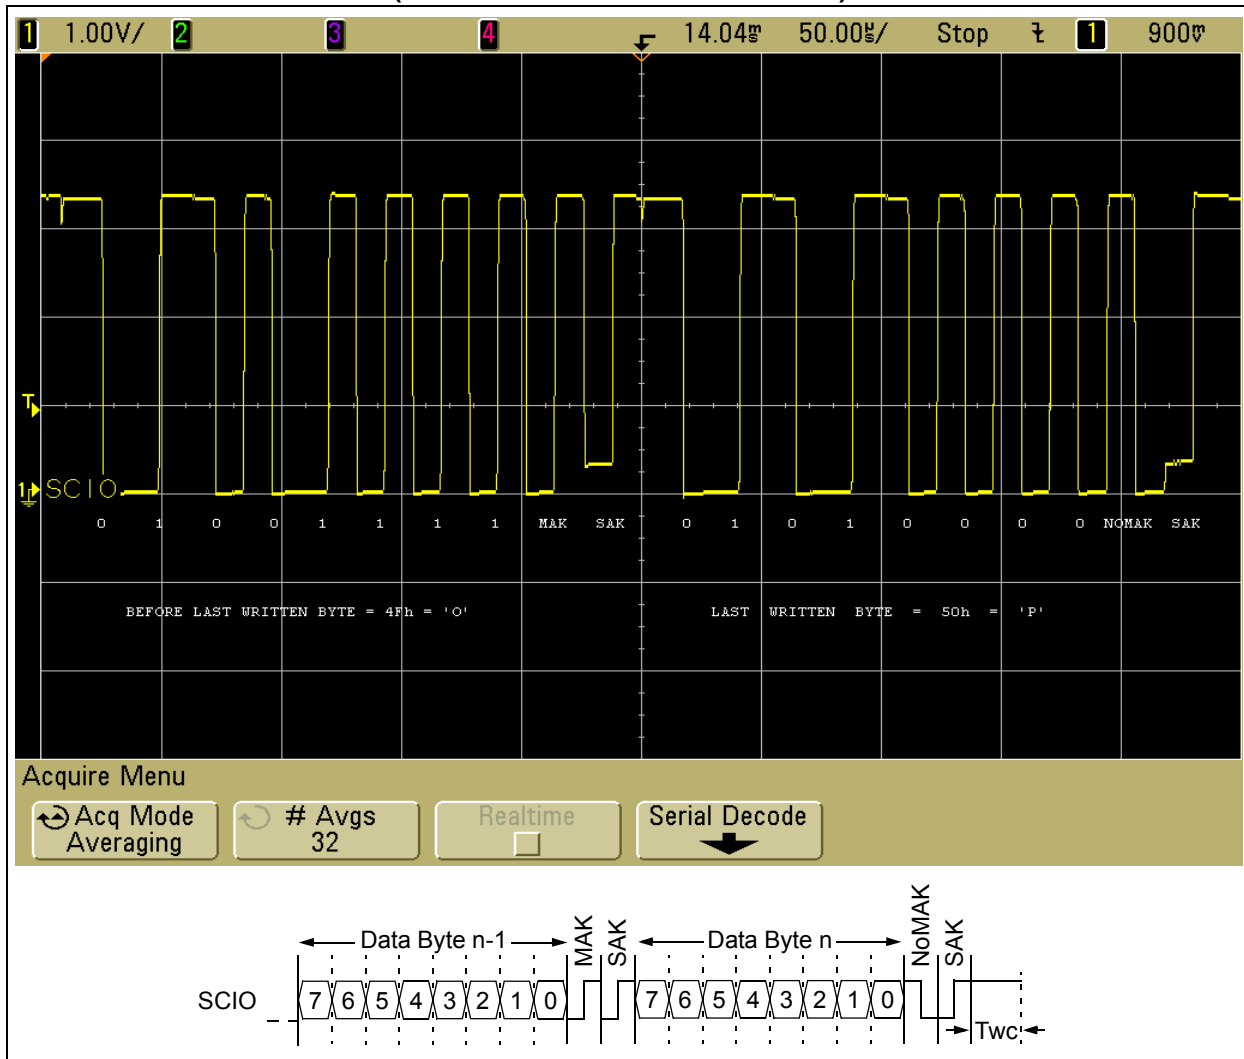 1 1.00V/ 2 3 4 14.04ms 50.00us/ Stop 1 900mV
T
1 SCIO
0 1 0 0 1 1 1 1 MAK SAK 0 1 0 1 0 0 0 0 NOMAK SAK
BEFORE LAST WRITTEN BYTE = 4Fh = 'O' LAST WRITTEN BYTE = 50h = 'P'
Acquire Menu
Acq Mode # Avgs Realtime Serial Decode
Averaging 32
Data Byte n-1 MAK SAK Data Byte n NoMAK SAK
SCIO 7 6 5 4 3 2 1 0 7 6 5 4 3 2 1 0
Twc